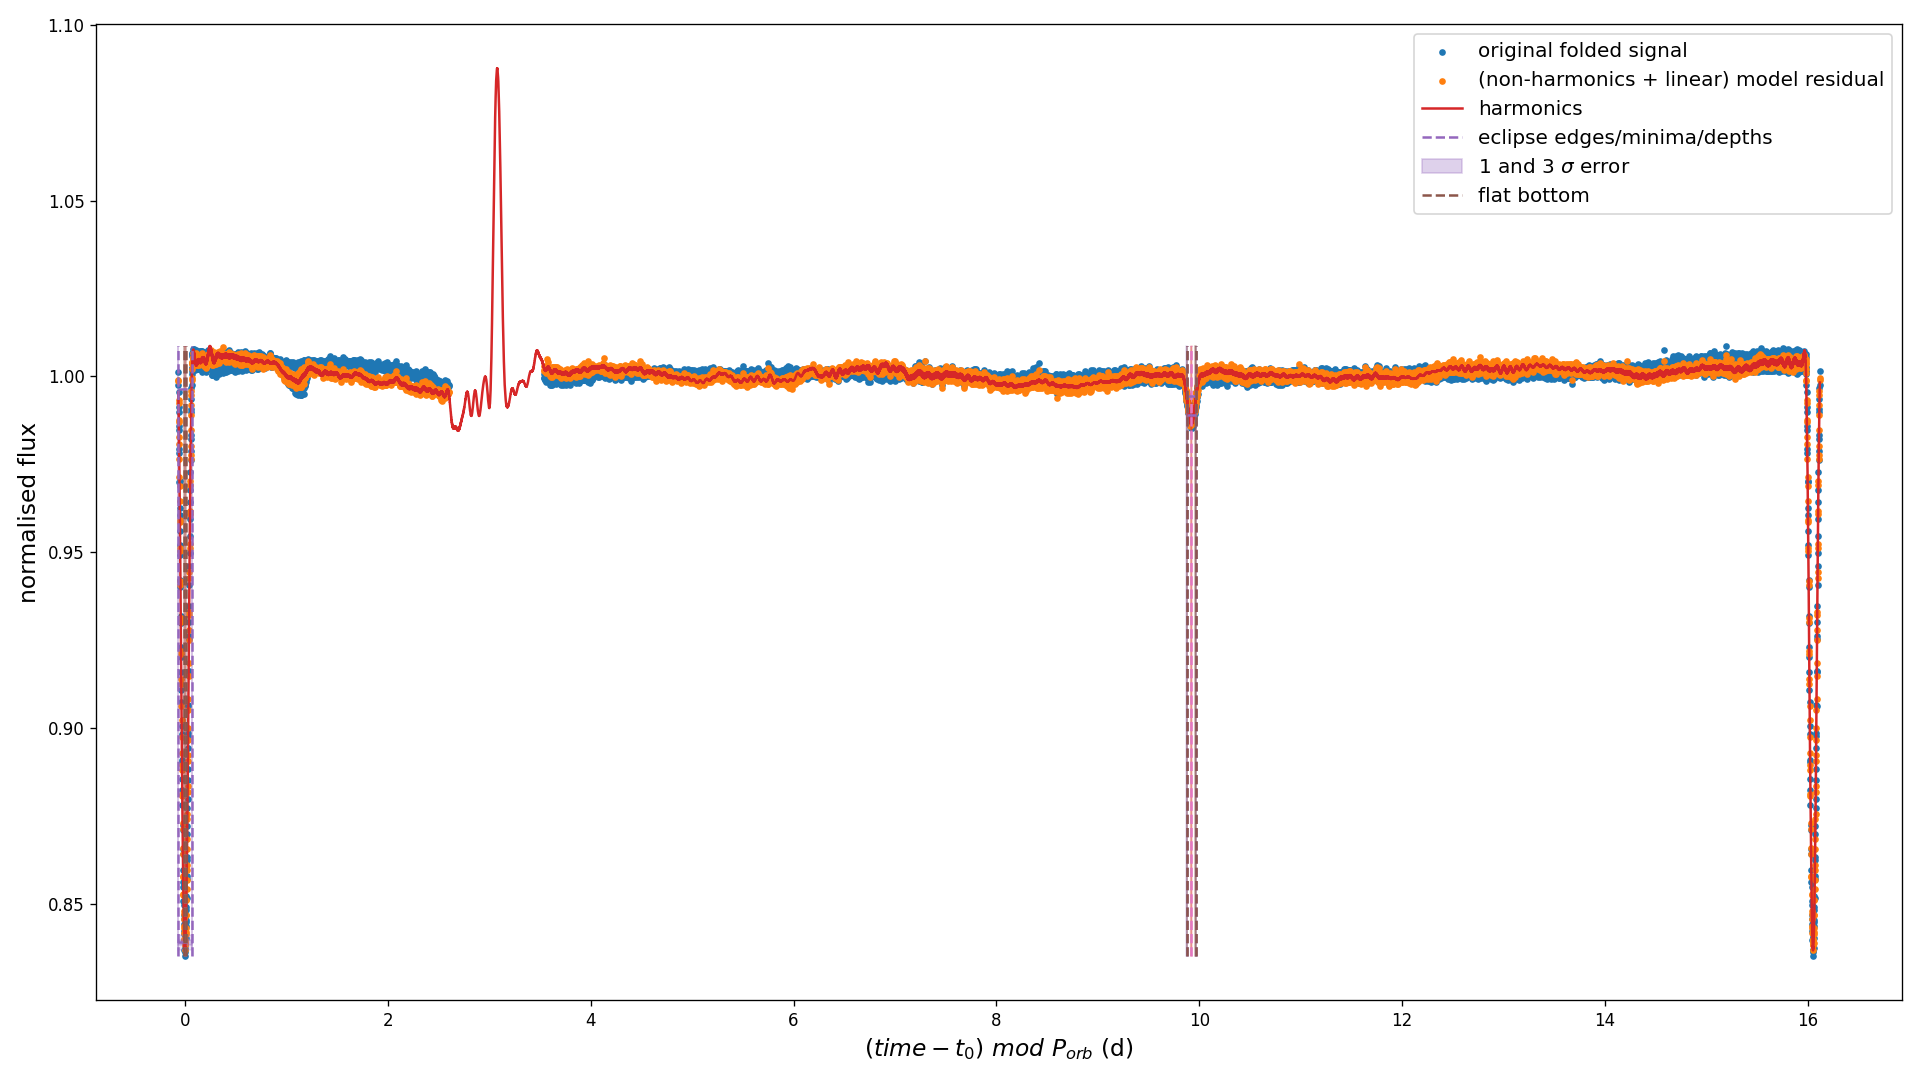 1.10
1.05
1.00
0.95
0.90
0.85
normalised flux
original folded signal
(non-harmonics + linear) model residual
harmonics
eclipse edges/minima/depths
1 and 3 σ error
flat bottom
0 2 4 6 8 10 12 14 16
(time − t₀) mod P_orb (d)